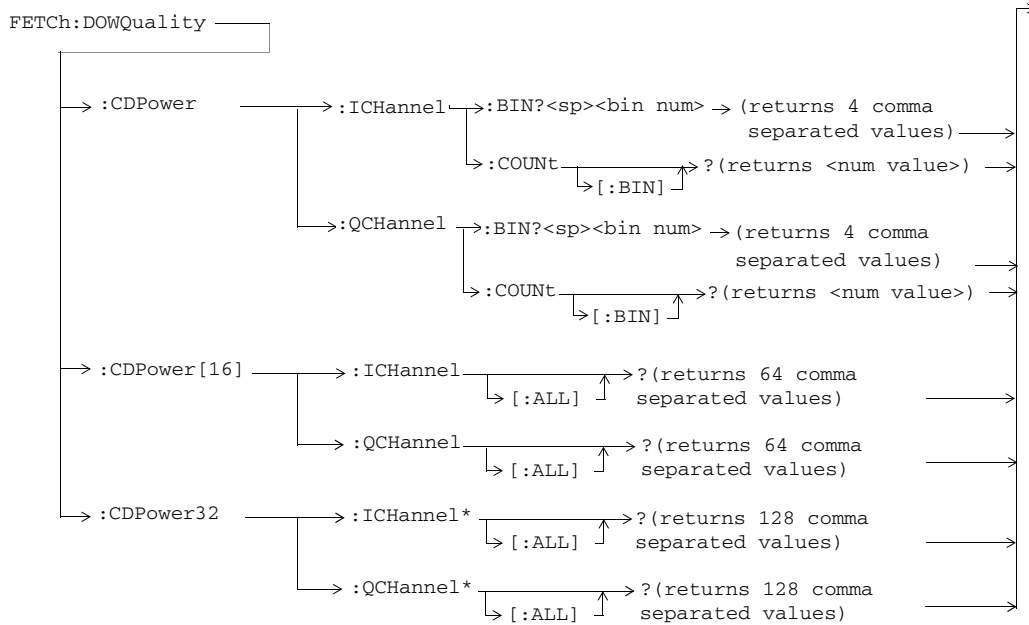 FETCh:DOWQuality
:CDPower
:ICHannel
:BIN?<sp><bin num>
(returns 4 comma
separated values)
:COUNt
[:BIN]
?(returns <num value>)
:QCHannel
:BIN?<sp><bin num>
(returns 4 comma
separated values)
:COUNt
[:BIN]
?(returns <num value>)
:CDPower[16]
:ICHannel
[:ALL]
?(returns 64 comma
separated values)
:QCHannel
[:ALL]
?(returns 64 comma
separated values)
:CDPower32
:ICHannel*
[:ALL]
?(returns 128 comma
separated values)
:QCHannel*
[:ALL]
?(returns 128 comma
separated values)